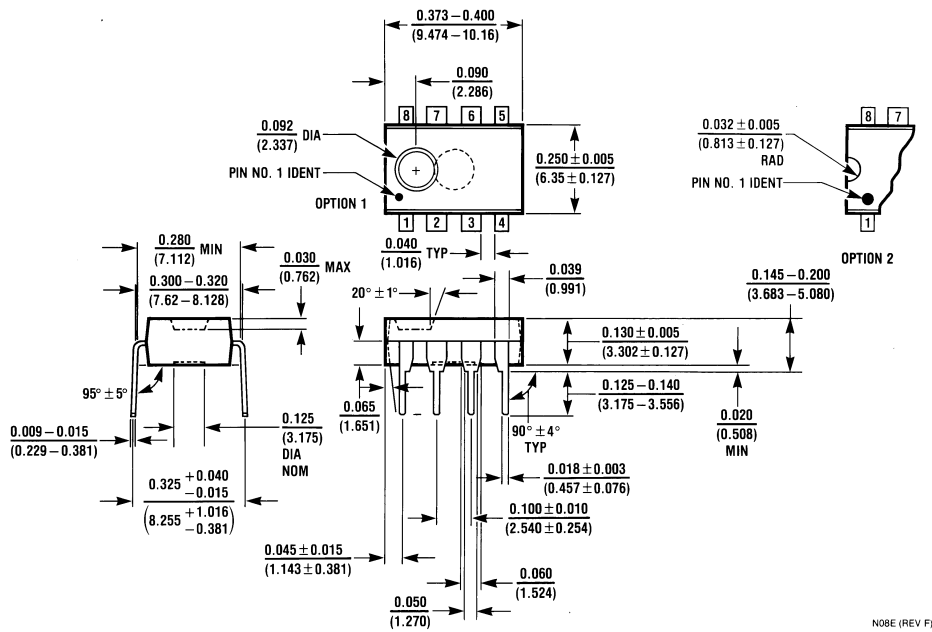 0.373 – 0.400
(9.474 – 10.16)
0.090
(2.286)
8 7 6 5
0.092 DIA
(2.337)
PIN NO. 1 IDENT
OPTION 1
1 2 3 4
0.250 ± 0.005
(6.35 ± 0.127)
0.032 ± 0.005
(0.813 ± 0.127)
RAD
PIN NO. 1 IDENT
8 7
1
OPTION 2
0.280 MIN
(7.112)
0.300 – 0.320
(7.62 – 8.128)
0.030 MAX
(0.762)
0.040 TYP
(1.016)
0.039
(0.991)
20° ± 1°
0.145 – 0.200
(3.683 – 5.080)
0.130 ± 0.005
(3.302 ± 0.127)
0.125 – 0.140
(3.175 – 3.556)
0.020
(0.508)
MIN
95° ± 5°
0.009 – 0.015
(0.229 – 0.381)
0.125
(3.175)
DIA
NOM
0.065
(1.651)
90° ± 4°
TYP
0.018 ± 0.003
(0.457 ± 0.076)
0.325 +0.040
–0.015
(8.255 +1.016
–0.381)
0.100 ± 0.010
(2.540 ± 0.254)
0.045 ± 0.015
(1.143 ± 0.381)
0.060
(1.524)
0.050
(1.270)
N08E (REV F)